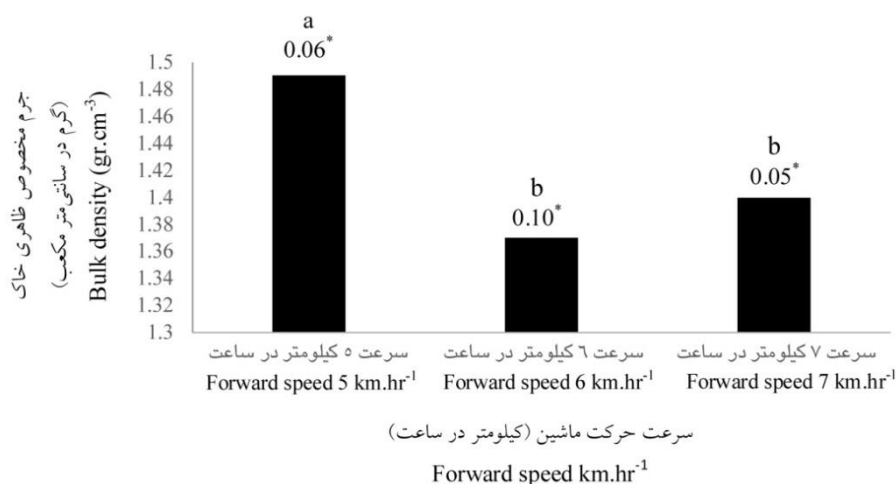 a
0.06*
b
0.10*
b
0.05*
جرم مخصوص ظاهری خاک
(گرم در سانتی‌متر مکعب)
Bulk density (gr.cm-3)
1.5
1.48
1.46
1.44
1.42
1.4
1.38
1.36
1.34
1.32
1.3
سرعت ٥ کیلومتر در ساعت
Forward speed 5 km.hr-1
سرعت ٦ کیلومتر در ساعت
Forward speed 6 km.hr-1
سرعت ٧ کیلومتر در ساعت
Forward speed 7 km.hr-1
سرعت حرکت ماشین (کیلومتر در ساعت)
Forward speed km.hr-1